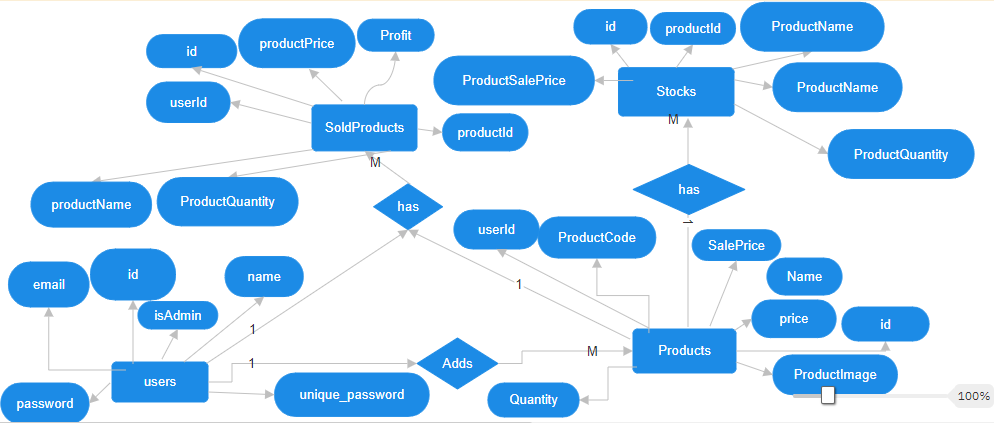 id
productPrice
Profit
userId
SoldProducts
productId
productName
ProductQuantity
M
has
id
productId
ProductName
ProductSalePrice
Stocks
ProductName
M
ProductQuantity
has
1
userId
ProductCode
SalePrice
Name
price
id
1
Products
ProductImage
100%
Quantity
email
id
name
isAdmin
1
1
Adds
M
users
password
unique_password